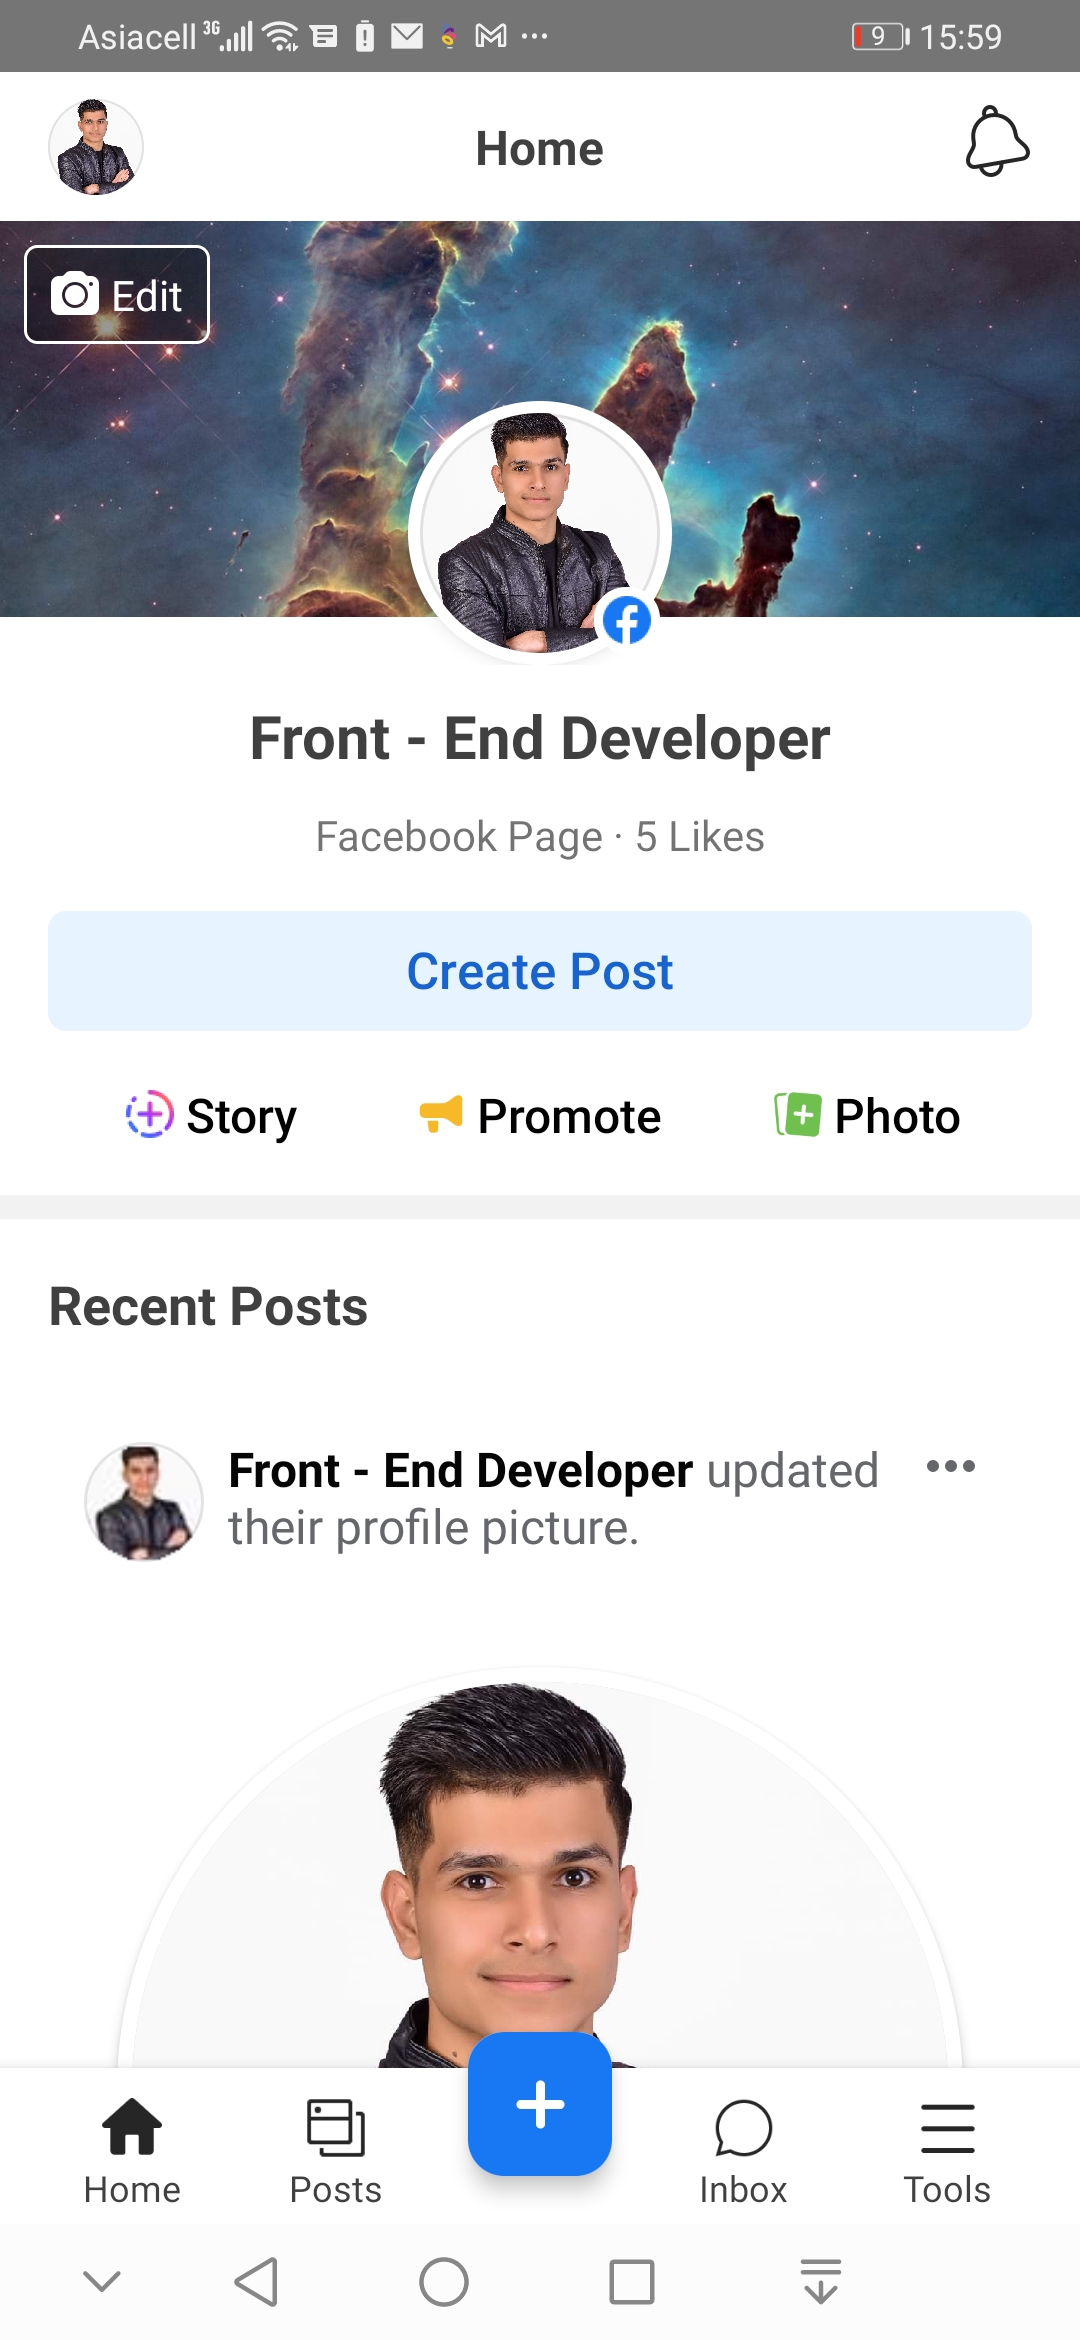 Asiacell 3G 9 15:59
Home
Edit
Front - End Developer
Facebook Page · 5 Likes
Create Post
Story Promote Photo
Recent Posts
Front - End Developer updated
their profile picture.
Home Posts Inbox Tools